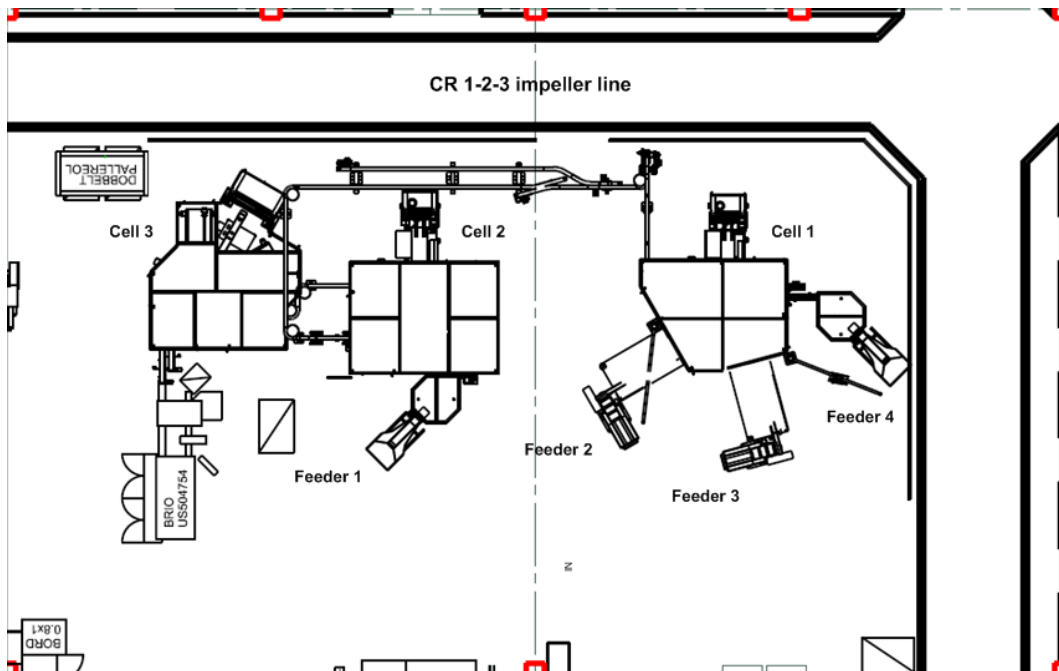 CR 1-2-3 impeller line
DOBBELT
PALLEREOL
Cell 3
Cell 2
Cell 1
Feeder 4
Feeder 2
Feeder 1
Feeder 3
BRIO
US504754
IN
BORD
0.8x1